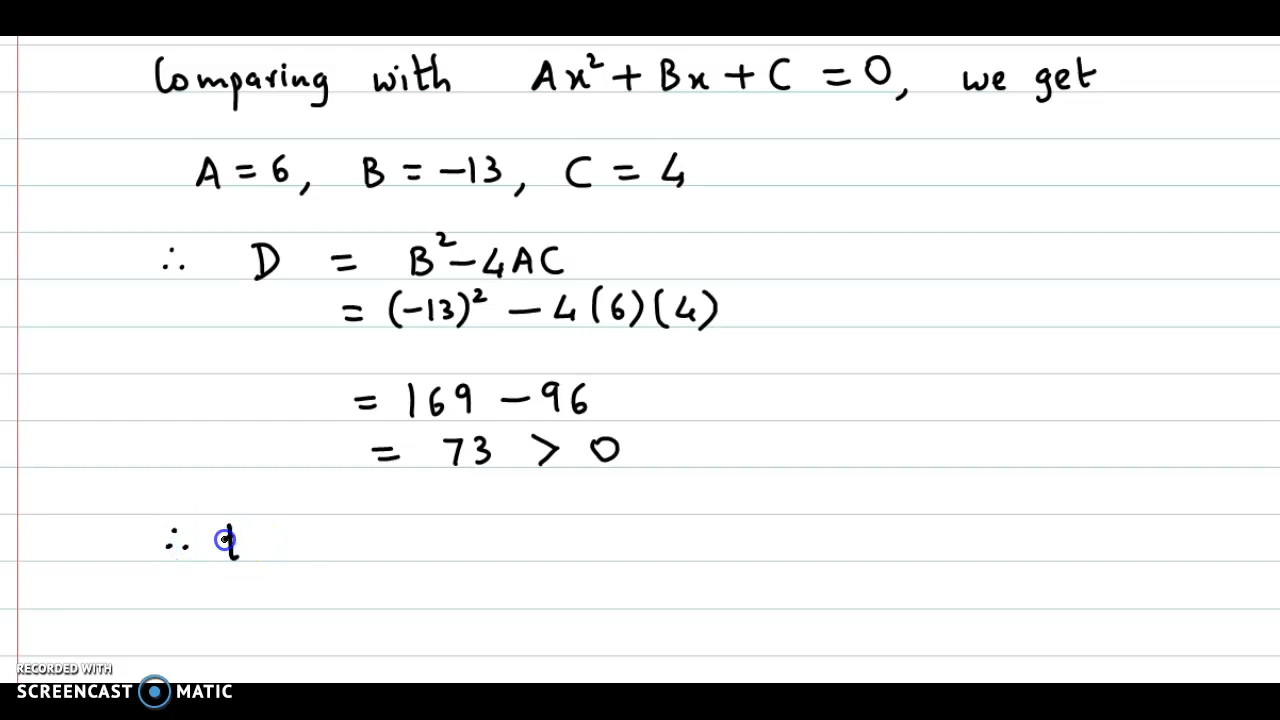 Comparing with Ax² + Bx + C = 0, we get
A = 6, B = -13, C = 4
∴ D = B² - 4AC
= (-13)² - 4(6)(4)
= 169 - 96
= 73 > 0
∴ t
RECORDED WITH
SCREENCAST MATIC